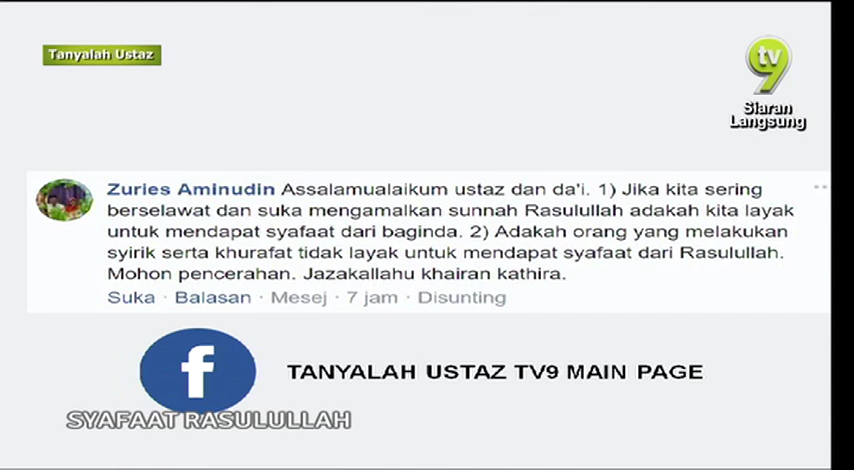 Tanyalah Ustaz
tv
9
Siaran
Langsung
Zuries Aminudin Assalamualaikum ustaz dan da'i. 1) Jika kita sering
berselawat dan suka mengamalkan sunnah Rasulullah adakah kita layak
untuk mendapat syafaat dari baginda. 2) Adakah orang yang melakukan
syirik serta khurafat tidak layak untuk mendapat syafaat dari Rasulullah.
Mohon pencerahan. Jazakallahu khairan kathira.
Suka · Balasan · Mesej · 7 jam · Disunting
f
TANYALAH USTAZ TV9 MAIN PAGE
SYAFAAT RASULULLAH